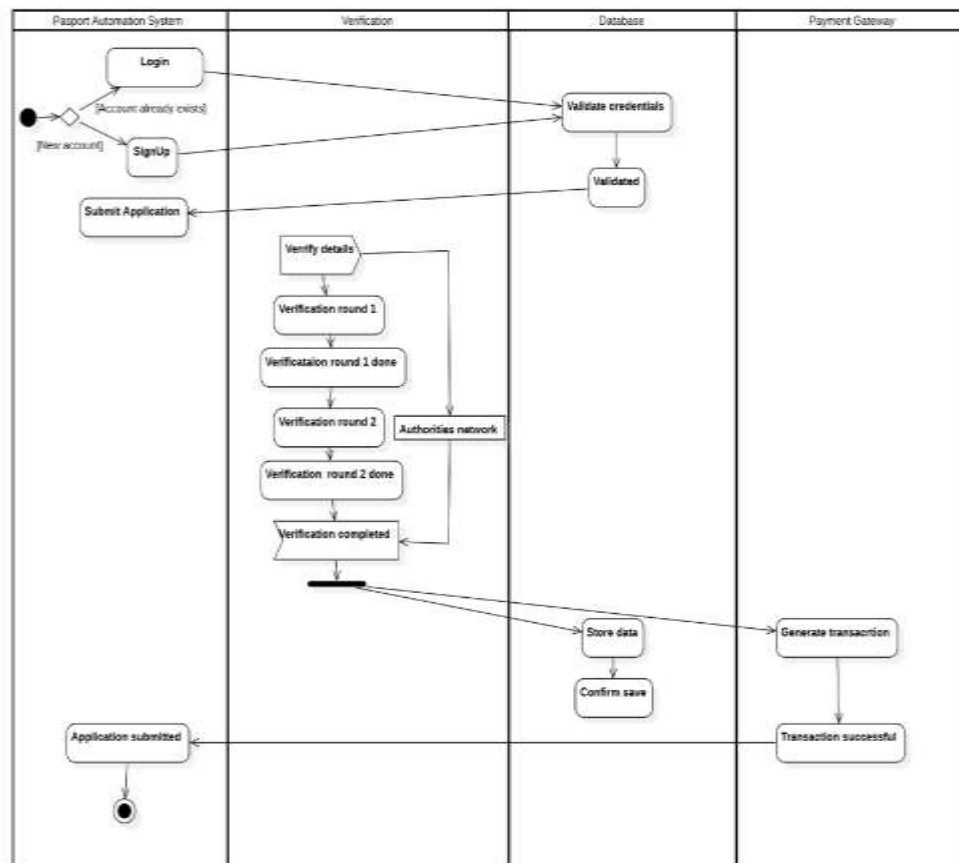 Pasport Automation System
Verification
Database
Payment Gateway
Login
[Account already exists]
Validate credentials
[New account]
SignUp
Validated
Submit Application
Verrify details
Verification round 1
Verificataion round 1 done
Verification round 2
Authorities network
Verification round 2 done
Verification completed
Store data
Generate transacrtion
Confirm save
Application submitted
Transaction successful